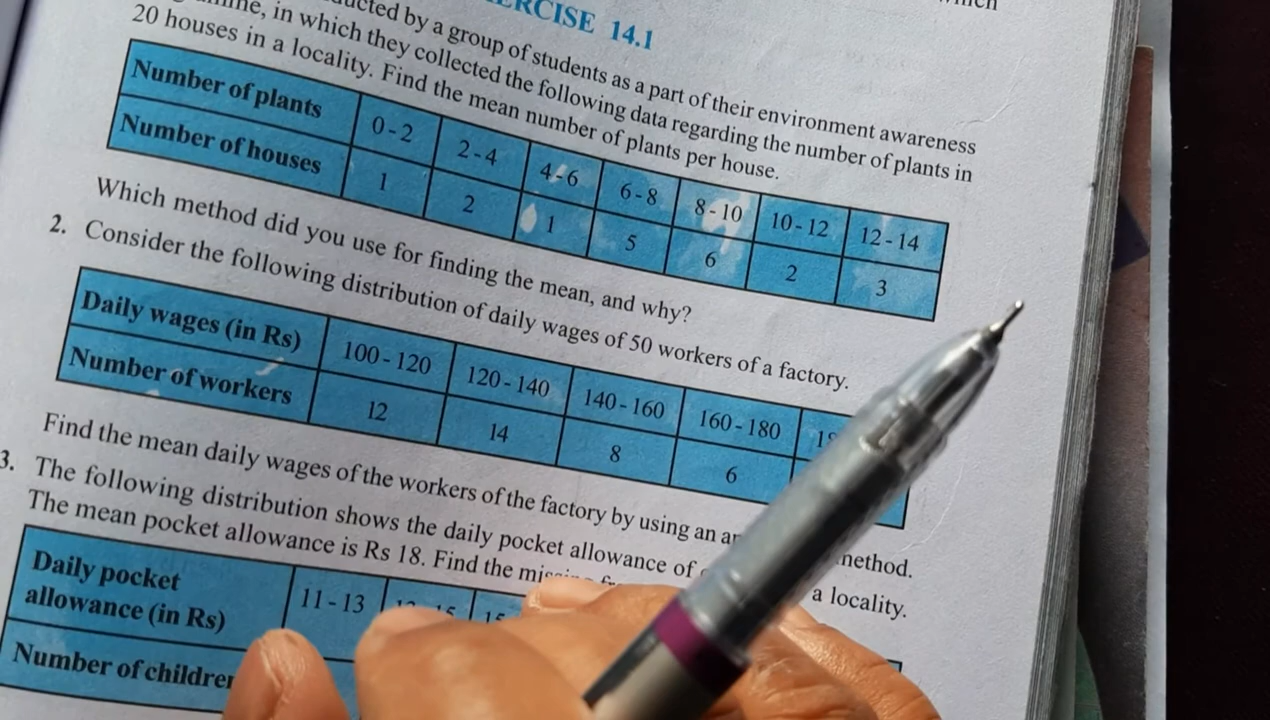 EXERCISE 14.1
by a group of students as a part of their environment awareness
in which they collected the following data regarding the number of plants in
20 houses in a locality. Find the mean number of plants per house.
Number of plants 0 - 2 2 - 4 4 - 6 6 - 8 8 - 10 10 - 12 12 - 14
Number of houses 1 2 1 5 6 2 3
Which method did you use for finding the mean, and why?
2. Consider the following distribution of daily wages of 50 workers of a factory.
Daily wages (in Rs) 100 - 120 120 - 140 140 - 160 160 - 180
Number of workers 12 14 8 6
Find the mean daily wages of the workers of the factory by using an method.
3. The following distribution shows the daily pocket allowance of a locality.
The mean pocket allowance is Rs 18. Find the
Daily pocket
allowance (in Rs) 11 - 13
Number of children